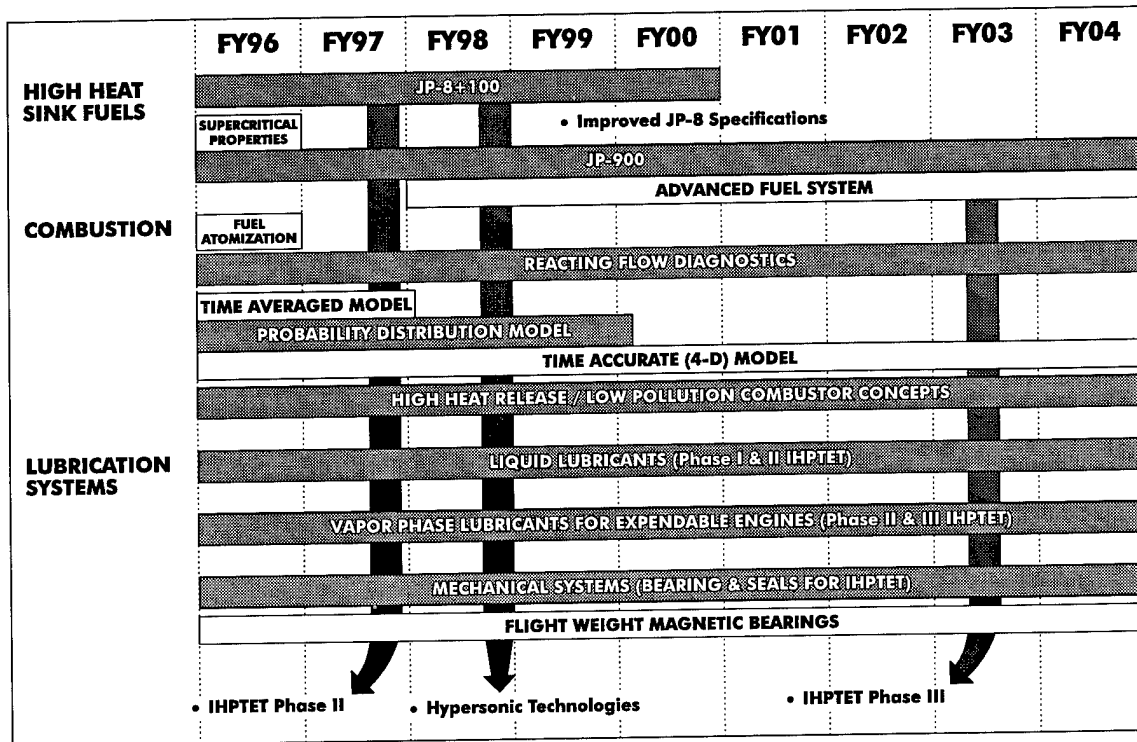 FY96 FY97 FY98 FY99 FY00 FY01 FY02 FY03 FY04
HIGH HEAT
SINK FUELS
JP-8+100
SUPERCRITICAL
PROPERTIES
• Improved JP-8 Specifications
JP-900
ADVANCED FUEL SYSTEM
COMBUSTION
FUEL
ATOMIZATION
REACTING FLOW DIAGNOSTICS
TIME AVERAGED MODEL
PROBABILITY DISTRIBUTION MODEL
TIME ACCURATE (4-D) MODEL
HIGH HEAT RELEASE / LOW POLLUTION COMBUSTOR CONCEPTS
LUBRICATION
SYSTEMS
LIQUID LUBRICANTS (Phase I & II IHPTET)
VAPOR PHASE LUBRICANTS FOR EXPENDABLE ENGINES (Phase II & III IHPTET)
MECHANICAL SYSTEMS (BEARING & SEALS FOR IHPTET)
FLIGHT WEIGHT MAGNETIC BEARINGS
• IHPTET Phase II
• Hypersonic Technologies
• IHPTET Phase III